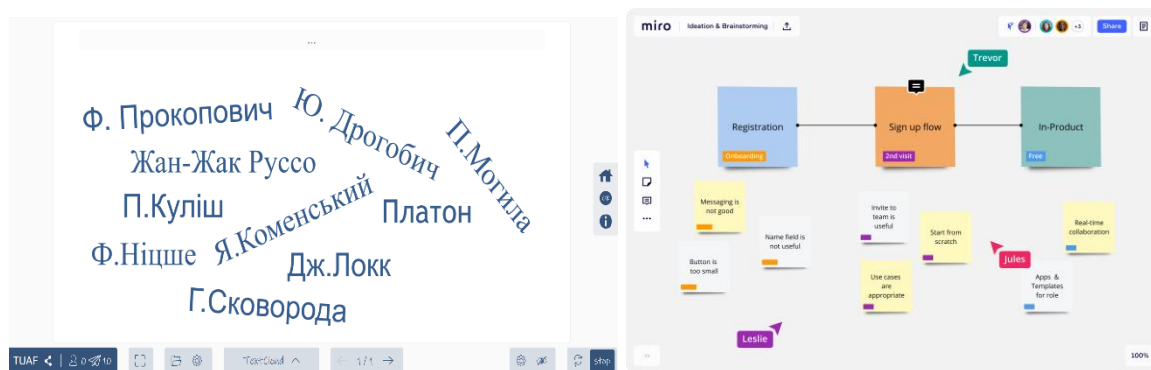 ...
Ф. Прокопович
Ю. Дрогобич
П.Могила
Жан-Жак Руссо
П.Куліш
Я.Коменський
Платон
Ф.Ніцше
Дж.Локк
Г.Сковорода
TUAF
0
10
TextCloud
1/1
stop
miro
Ideation & Brainstorming
+3
Share
Trevor
Registration
Onboarding
Sign up flow
2nd visit
In-Product
Free
Messaging is
not good
Name field is
not useful
Button is
too small
Invite to
team is
useful
Start from
scratch
Use cases
are
appropriate
Real-time
collaboration
Apps &
Templates
for role
Jules
Leslie
100%